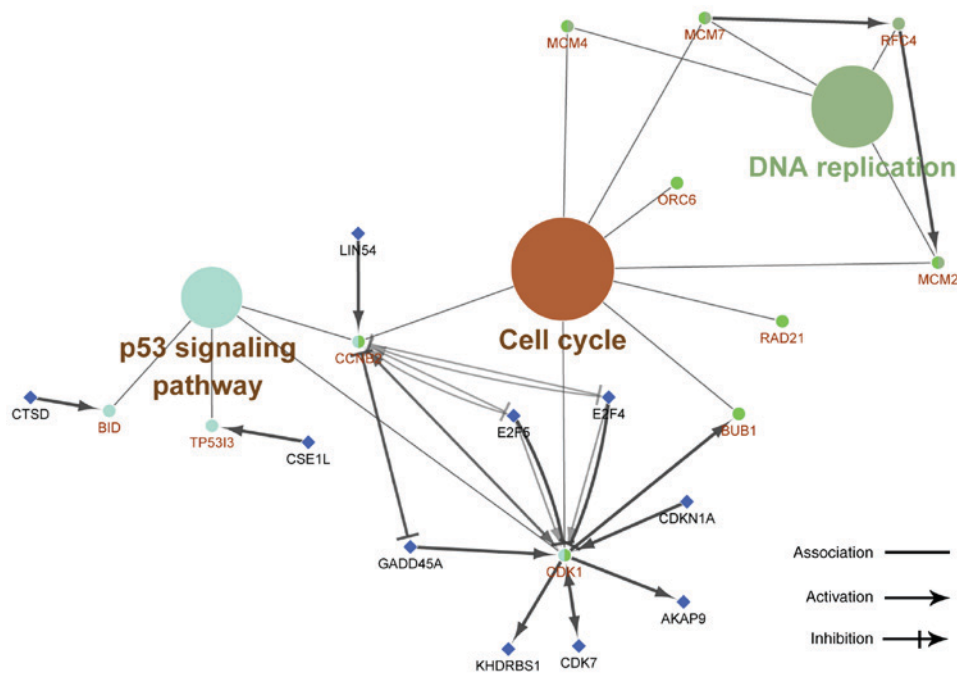 MCM4
MCM7
RFC4
DNA replication
ORC6
LIN54
MCM2
p53 signaling
pathway
Cell cycle
RAD21
CTSD
BID
TP53I3
CSE1L
E2F5
E2F4
BUB1
CDKN1A
GADD45A
CDK1
AKAP9
KHDRBS1
CDK7
Association
Activation
Inhibition